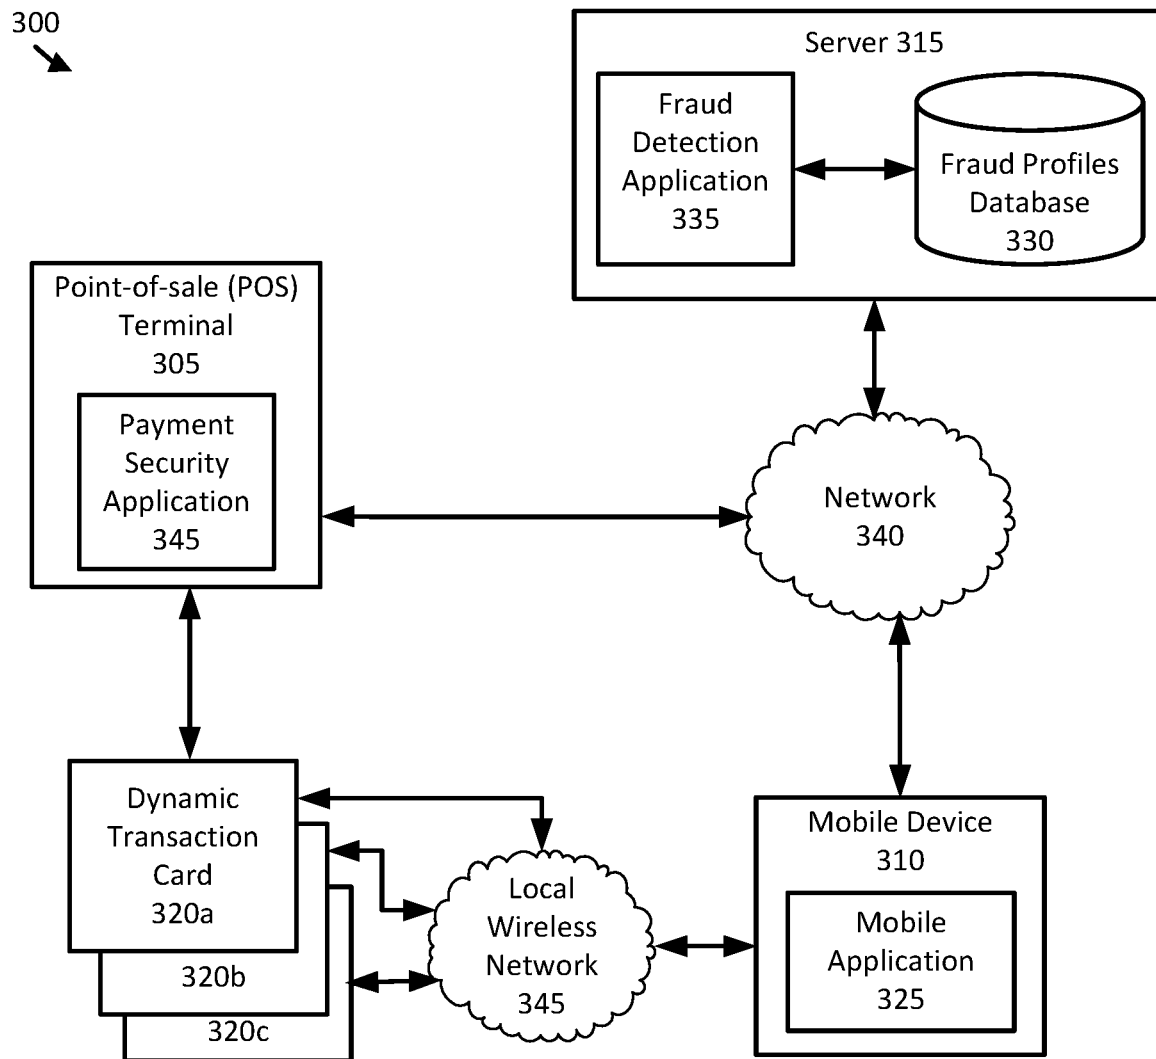 300
Server 315
Fraud
Detection
Application
335
Fraud Profiles
Database
330
Point-of-sale (POS)
Terminal
305
Payment
Security
Application
345
Network
340
Dynamic
Transaction
Card
320a
320b
320c
Local
Wireless
Network
345
Mobile Device
310
Mobile
Application
325